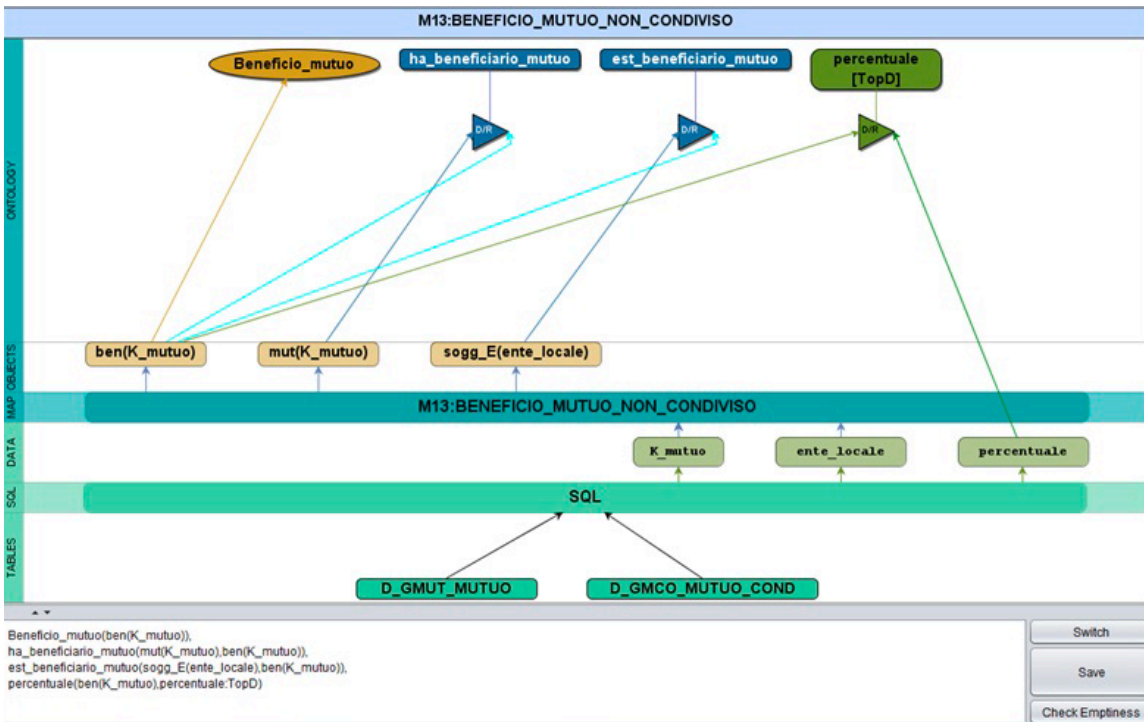 M13:BENEFICIO_MUTUO_NON_CONDIVISO
Beneficio_mutuo
ha_beneficiario_mutuo
est_beneficiario_mutuo
percentuale
[TopD]
D/R
D/R
D/R
ONTOLOGY
ben(K_mutuo)
mut(K_mutuo)
sogg_E(ente_locale)
OBJECTS
M13:BENEFICIO_MUTUO_NON_CONDIVISO
MAP
K_mutuo
ente_locale
percentuale
DATA
SQL
SQL
D_GMUT_MUTUO
D_GMCO_MUTUO_COND
TABLES
Beneficio_mutuo(ben(K_mutuo)),
ha_beneficiario_mutuo(mut(K_mutuo),ben(K_mutuo)),
est_beneficiario_mutuo(sogg_E(ente_locale),ben(K_mutuo)),
percentuale(ben(K_mutuo),percentuale:TopD)
Switch
Save
Check Emptiness